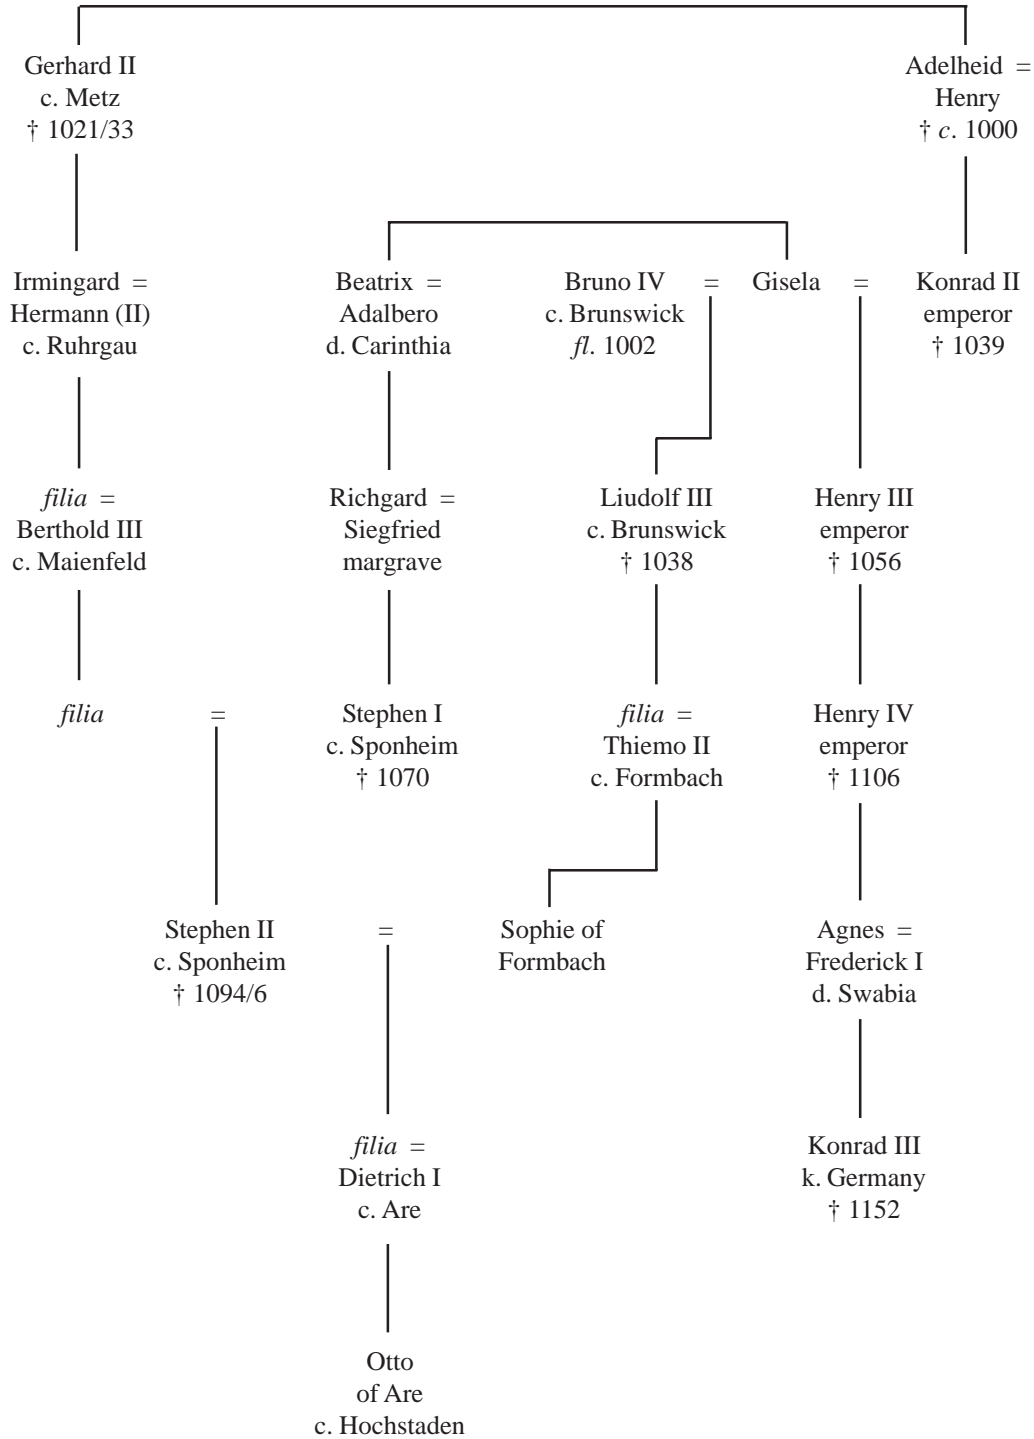 Gerhard II
c. Metz
† 1021/33
Adelheid =
Henry
† c. 1000
Irmingard =
Hermann (II)
c. Ruhrgau
Beatrix =
Adalbero
d. Carinthia
Bruno IV
c. Brunswick
fl. 1002
=
Gisela
=
Konrad II
emperor
† 1039
filia =
Berthold III
c. Maienfeld
Richgard =
Siegfried
margrave
Liudolf III
c. Brunswick
† 1038
Henry III
emperor
† 1056
filia
=
Stephen I
c. Sponheim
† 1070
filia =
Thiemo II
c. Formbach
Henry IV
emperor
† 1106
Stephen II
c. Sponheim
† 1094/6
=
Sophie of
Formbach
Agnes =
Frederick I
d. Swabia
filia =
Dietrich I
c. Are
Konrad III
k. Germany
† 1152
Otto
of Are
c. Hochstaden